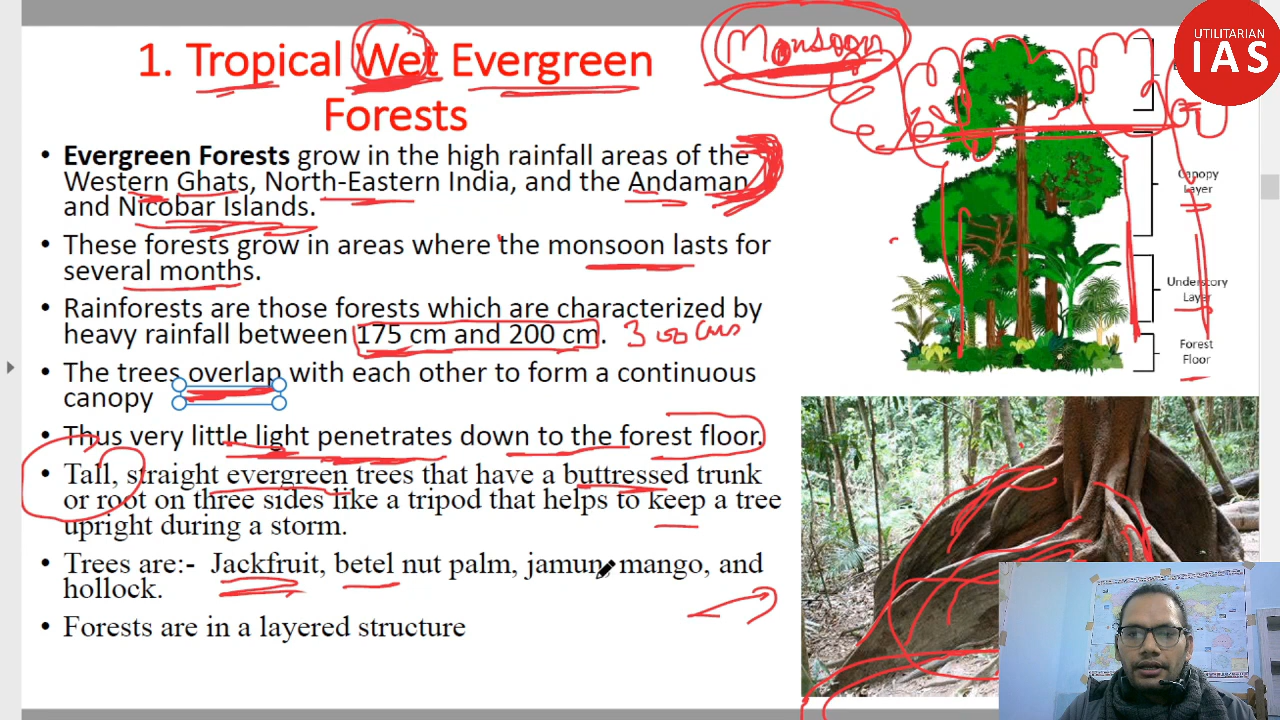 1. Tropical Wet Evergreen
Forests
Monsoon
UTILITARIAN
IAS
• Evergreen Forests grow in the high rainfall areas of the
Western Ghats, North-Eastern India, and the Andaman
and Nicobar Islands.
• These forests grow in areas where the monsoon lasts for
several months.
• Rainforests are those forests which are characterized by
heavy rainfall between 175 cm and 200 cm. 300 cms
• The trees overlap with each other to form a continuous
canopy
• Thus very little light penetrates down to the forest floor.
• Tall, straight evergreen trees that have a buttressed trunk
or root on three sides like a tripod that helps to keep a tree
upright during a storm.
• Trees are:- Jackfruit, betel nut palm, jamun, mango, and
hollock.
• Forests are in a layered structure
Canopy
Layer
Understory
Layer
Forest
Floor